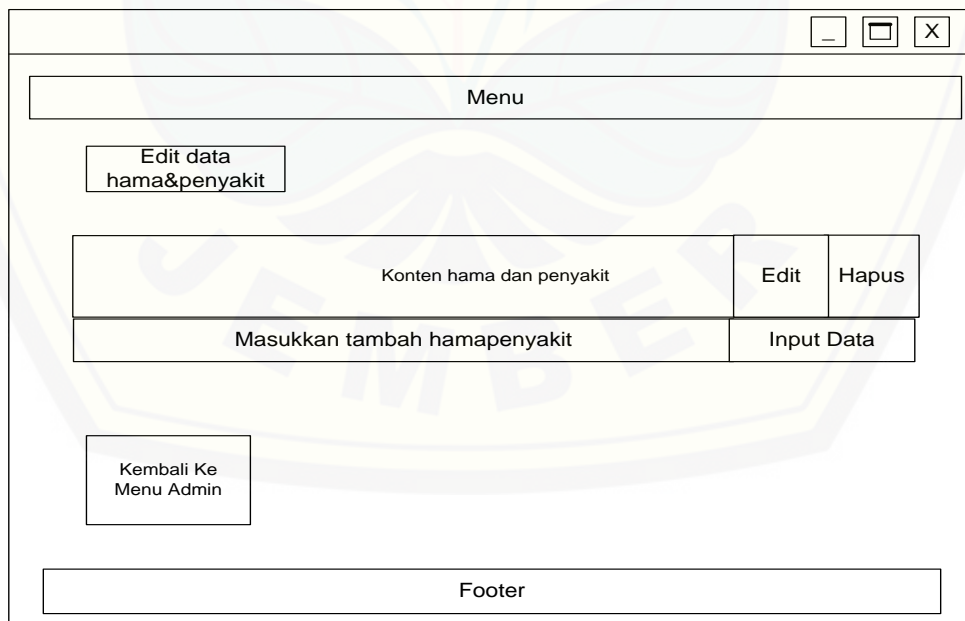 _ X
Menu
Edit data
hama&penyakit
Konten hama dan penyakit
Edit
Hapus
Masukkan tambah hamapenyakit
Input Data
Kembali Ke
Menu Admin
Footer
JEMBER